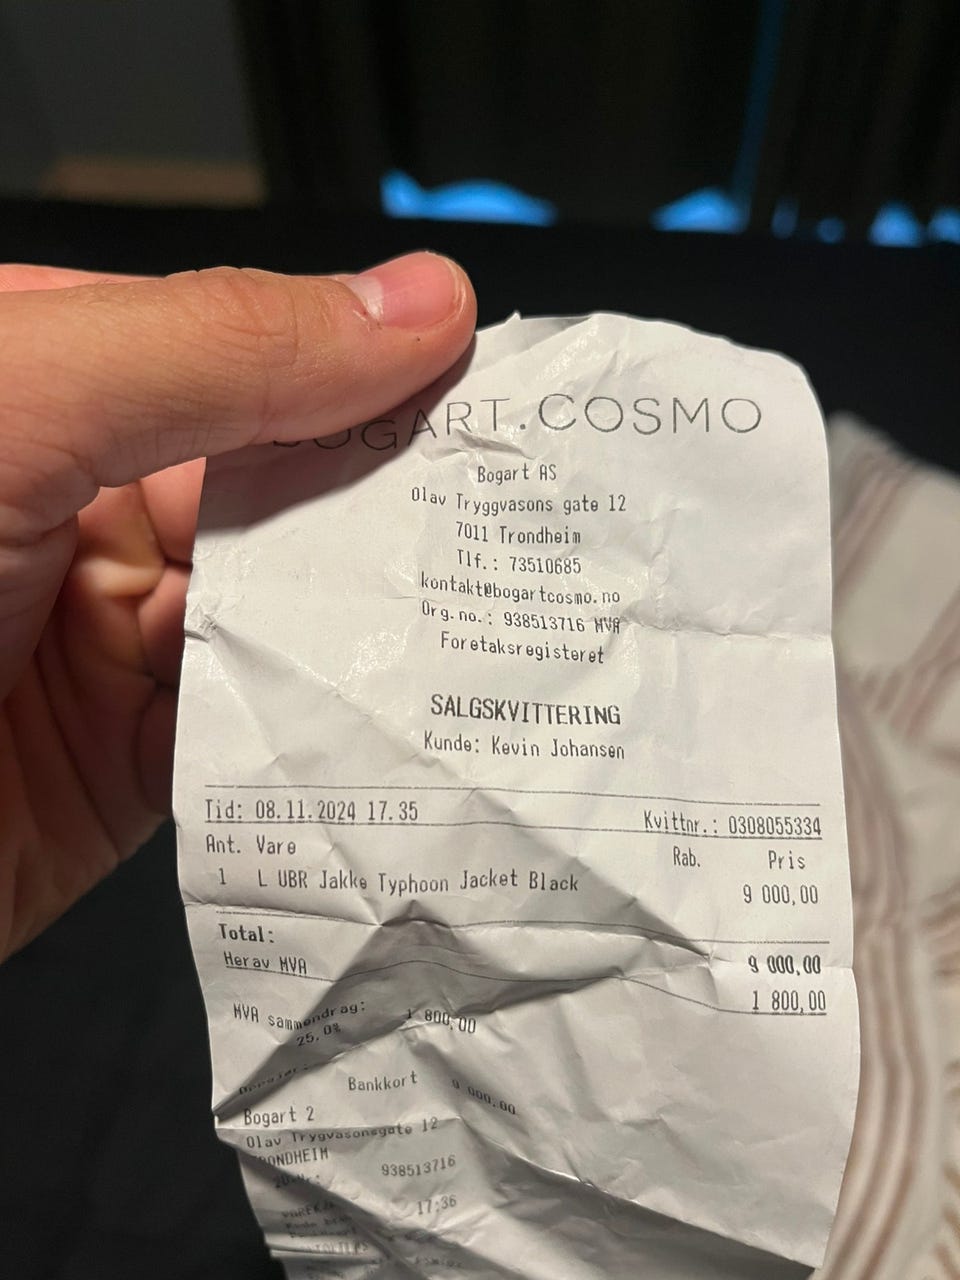 BOGART.COSMO
Bogart AS
Olav Tryggvasons gate 12
7011 Trondheim
Tlf.: 73510685
kontakt@bogartcosmo.no
Org.no.: 938513716 MVA
Foretaksregisteret
SALGSKVITTERING
Kunde: Kevin Johansen
Tid: 08.11.2024 17.35 Kvittnr.: 0308055334
Ant. Vare Rab. Pris
1 L UBR Jakke Typhoon Jacket Black 9 000,00
Total: 9 000,00
Herav MVA 1 800,00
MVA sammendrag:
25,0% 1 800,00
Bankkort 9 000,00
Bogart 2
Olav Trygvasonsgate 12
TRONDHEIM
938513716
17:36